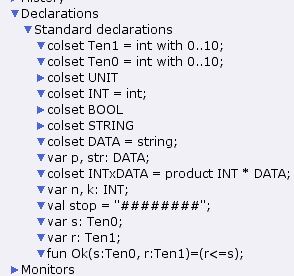 Declarations
Standard declarations
colset Ten1 = int with 0..10;
colset Ten0 = int with 0..10;
colset UNIT
colset INT = int;
colset BOOL
colset STRING
colset DATA = string;
var p, str: DATA;
colset INTxDATA = product INT * DATA;
var n, k: INT;
val stop = "########";
var s: Ten0;
var r: Ten1;
fun Ok(s:Ten0, r:Ten1)=(r<=s);
Monitors